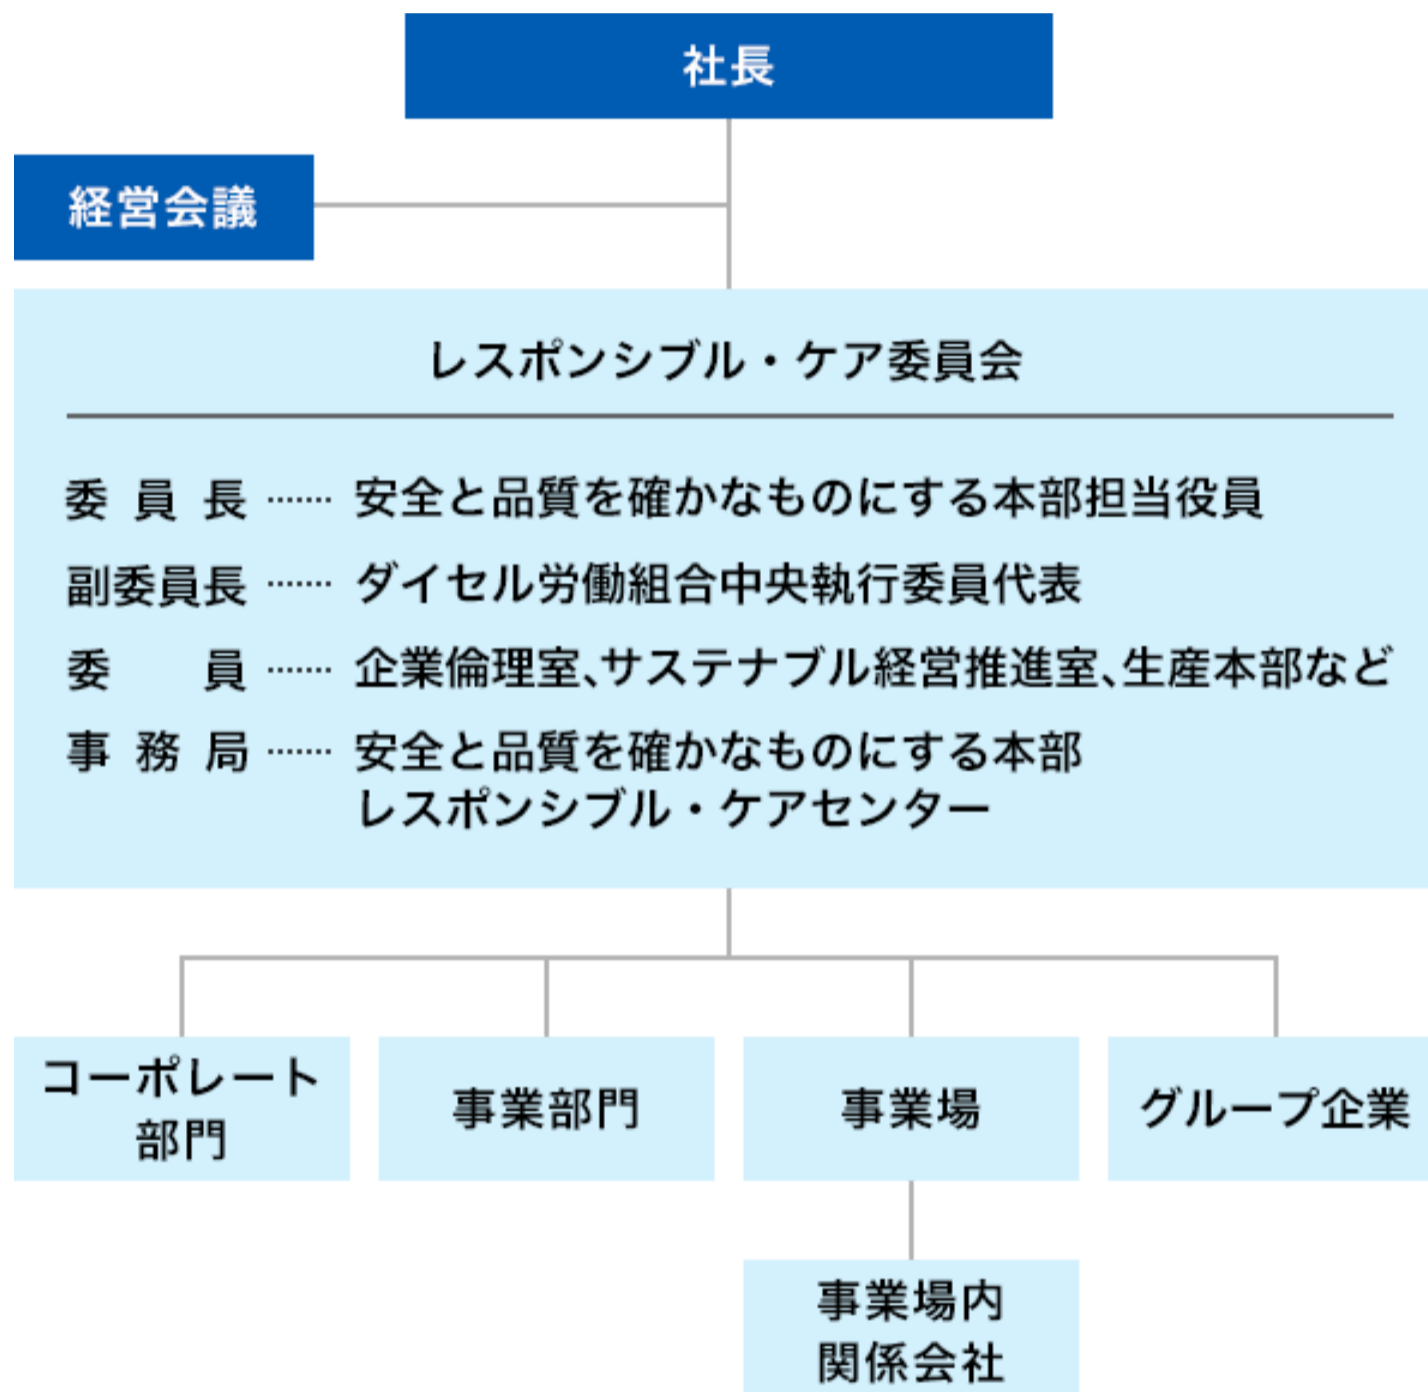 社長
経営会議
レスポンシブル・ケア委員会
委員長 …… 安全と品質を確かなものにする本部担当役員
副委員長 …… ダイセル労働組合中央執行委員代表
委員 …… 企業倫理室、サステナブル経営推進室、生産本部など
事務局 …… 安全と品質を確かなものにする本部
レスポンシブル・ケアセンター
コーポレート
部門
事業部門
事業場
グループ企業
事業場内
関係会社